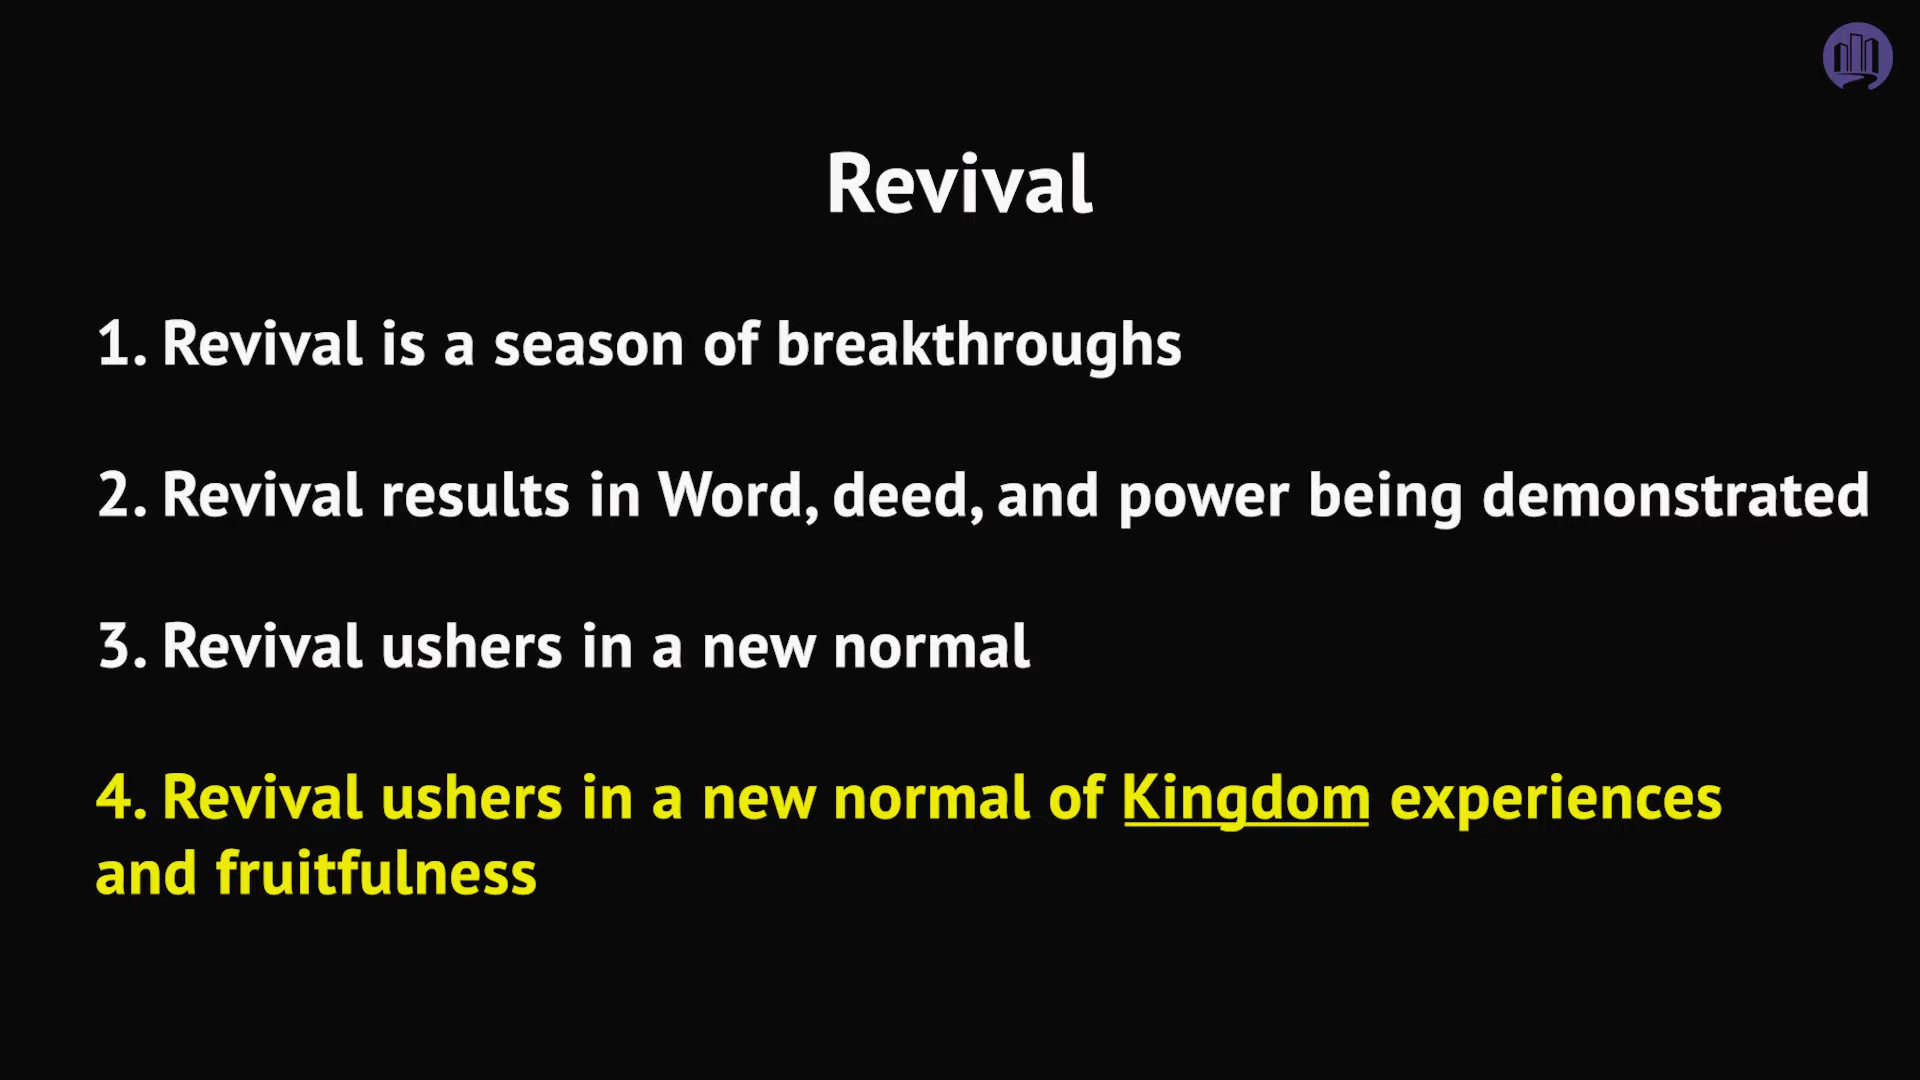 Revival
1. Revival is a season of breakthroughs
2. Revival results in Word, deed, and power being demonstrated
3. Revival ushers in a new normal
4. Revival ushers in a new normal of Kingdom experiences
and fruitfulness